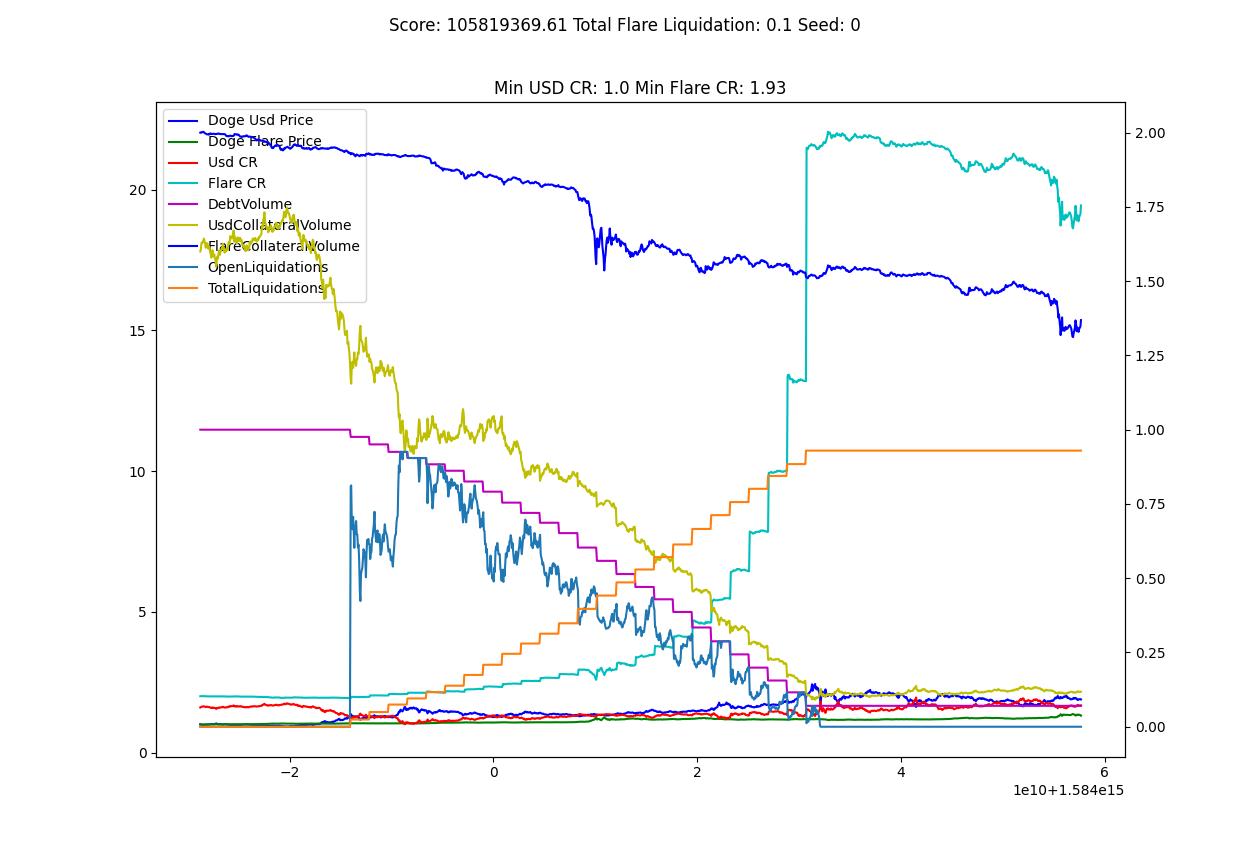 Score: 105819369.61 Total Flare Liquidation: 0.1 Seed: 0
Min USD CR: 1.0 Min Flare CR: 1.93
Doge Usd Price
Doge Flare Price
Usd CR
Flare CR
DebtVolume
UsdCollateralVolume
FlareCollateralVolume
OpenLiquidations
TotalLiquidations
20
15
10
5
0
2.00
1.75
1.50
1.25
1.00
0.75
0.50
0.25
0.00
−2
0
2
4
6
1e10+1.584e15